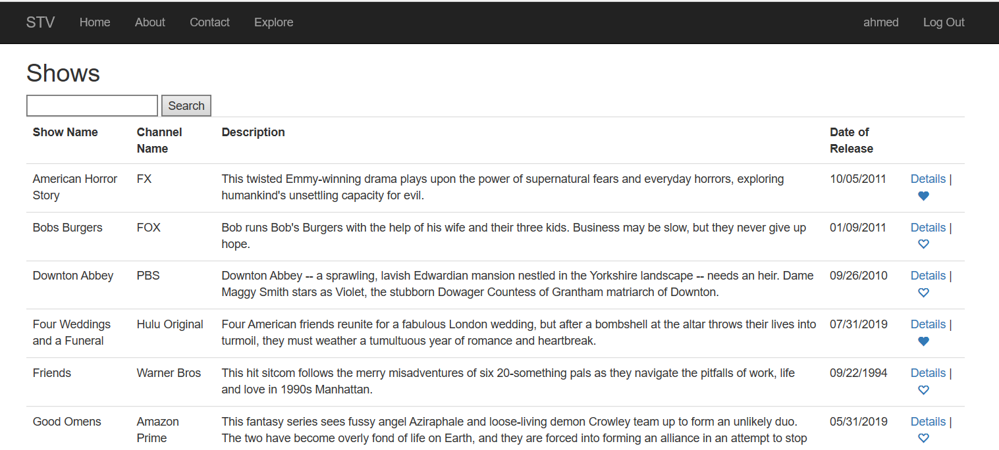 STV Home About Contact Explore ahmed Log Out
Shows
Search
Show Name Channel Name Description Date of Release
American Horror Story FX This twisted Emmy-winning drama plays upon the power of supernatural fears and everyday horrors, exploring humankind's unsettling capacity for evil. 10/05/2011 Details |
Bobs Burgers FOX Bob runs Bob's Burgers with the help of his wife and their three kids. Business may be slow, but they never give up hope. 01/09/2011 Details |
Downton Abbey PBS Downton Abbey -- a sprawling, lavish Edwardian mansion nestled in the Yorkshire landscape -- needs an heir. Dame Maggy Smith stars as Violet, the stubborn Dowager Countess of Grantham matriarch of Downton. 09/26/2010 Details |
Four Weddings and a Funeral Hulu Original Four American friends reunite for a fabulous London wedding, but after a bombshell at the altar throws their lives into turmoil, they must weather a tumultuous year of romance and heartbreak. 07/31/2019 Details |
Friends Warner Bros This hit sitcom follows the merry misadventures of six 20-something pals as they navigate the pitfalls of work, life and love in 1990s Manhattan. 09/22/1994 Details |
Good Omens Amazon Prime This fantasy series sees fussy angel Aziraphale and loose-living demon Crowley team up to form an unlikely duo. The two have become overly fond of life on Earth, and they are forced into forming an alliance in an attempt to stop 05/31/2019 Details |